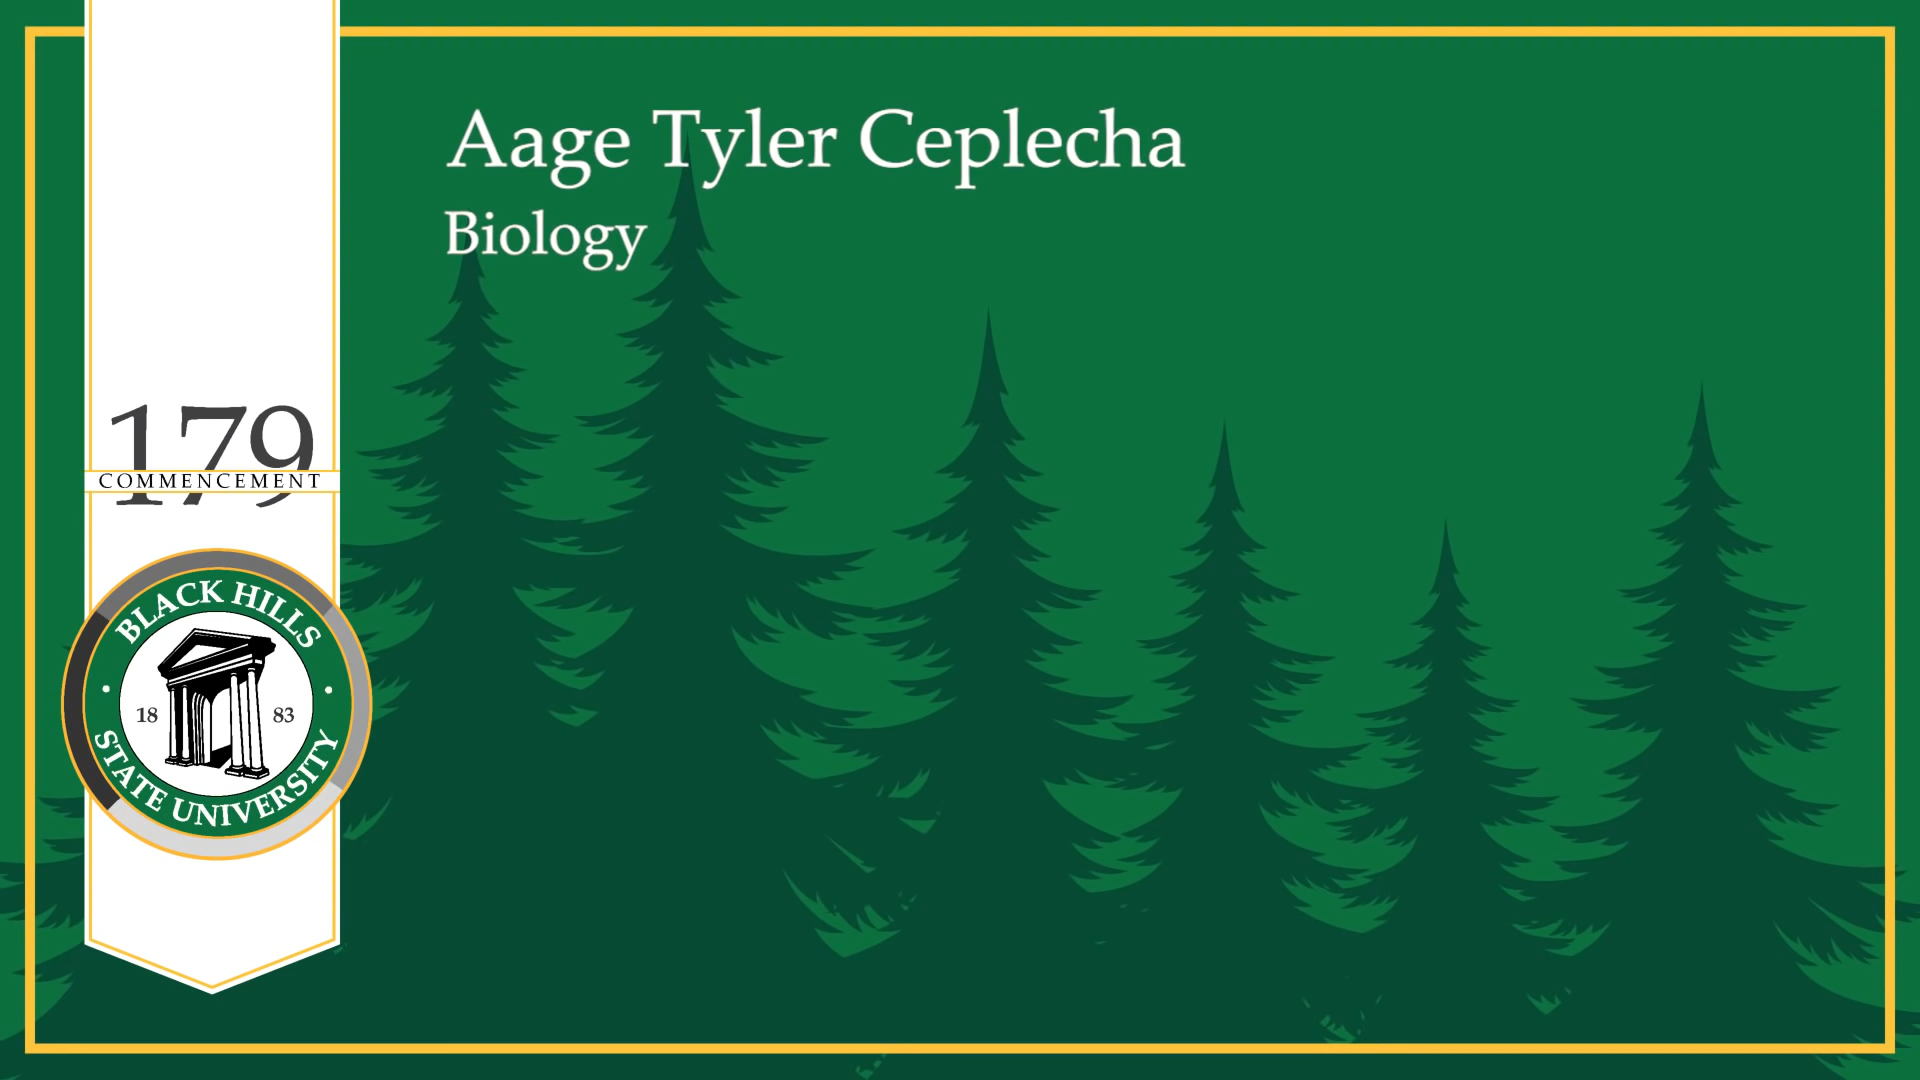 Aage Tyler Ceplecha
Biology
179
COMMENCEMENT
BLACK HILLS
18 83
STATE UNIVERSITY